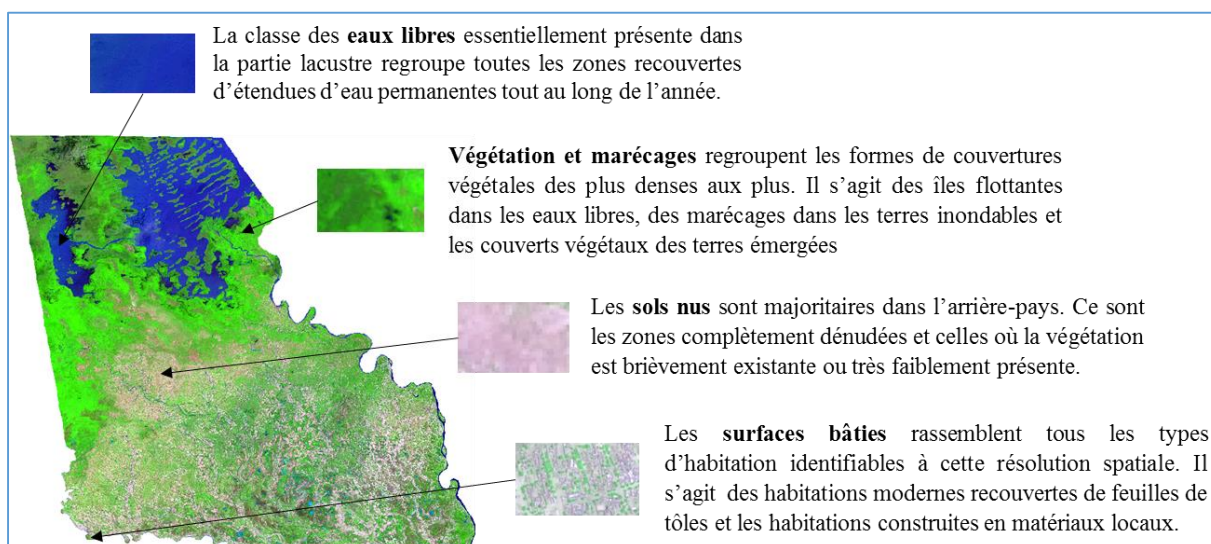 La classe des eaux libres essentiellement présente dans
la partie lacustre regroupe toutes les zones recouvertes
d’étendues d’eau permanentes tout au long de l’année.
Végétation et marécages regroupent les formes de couvertures
végétales des plus denses aux plus. Il s’agit des îles flottantes
dans les eaux libres, des marécages dans les terres inondables et
les couverts végétaux des terres émergées
Les sols nus sont majoritaires dans l’arrière-pays. Ce sont
les zones complètement dénudées et celles où la végétation
est brièvement existante ou très faiblement présente.
Les surfaces bâties rassemblent tous les types
d’habitation identifiables à cette résolution spatiale. Il
s’agit des habitations modernes recouvertes de feuilles de
tôles et les habitations construites en matériaux locaux.